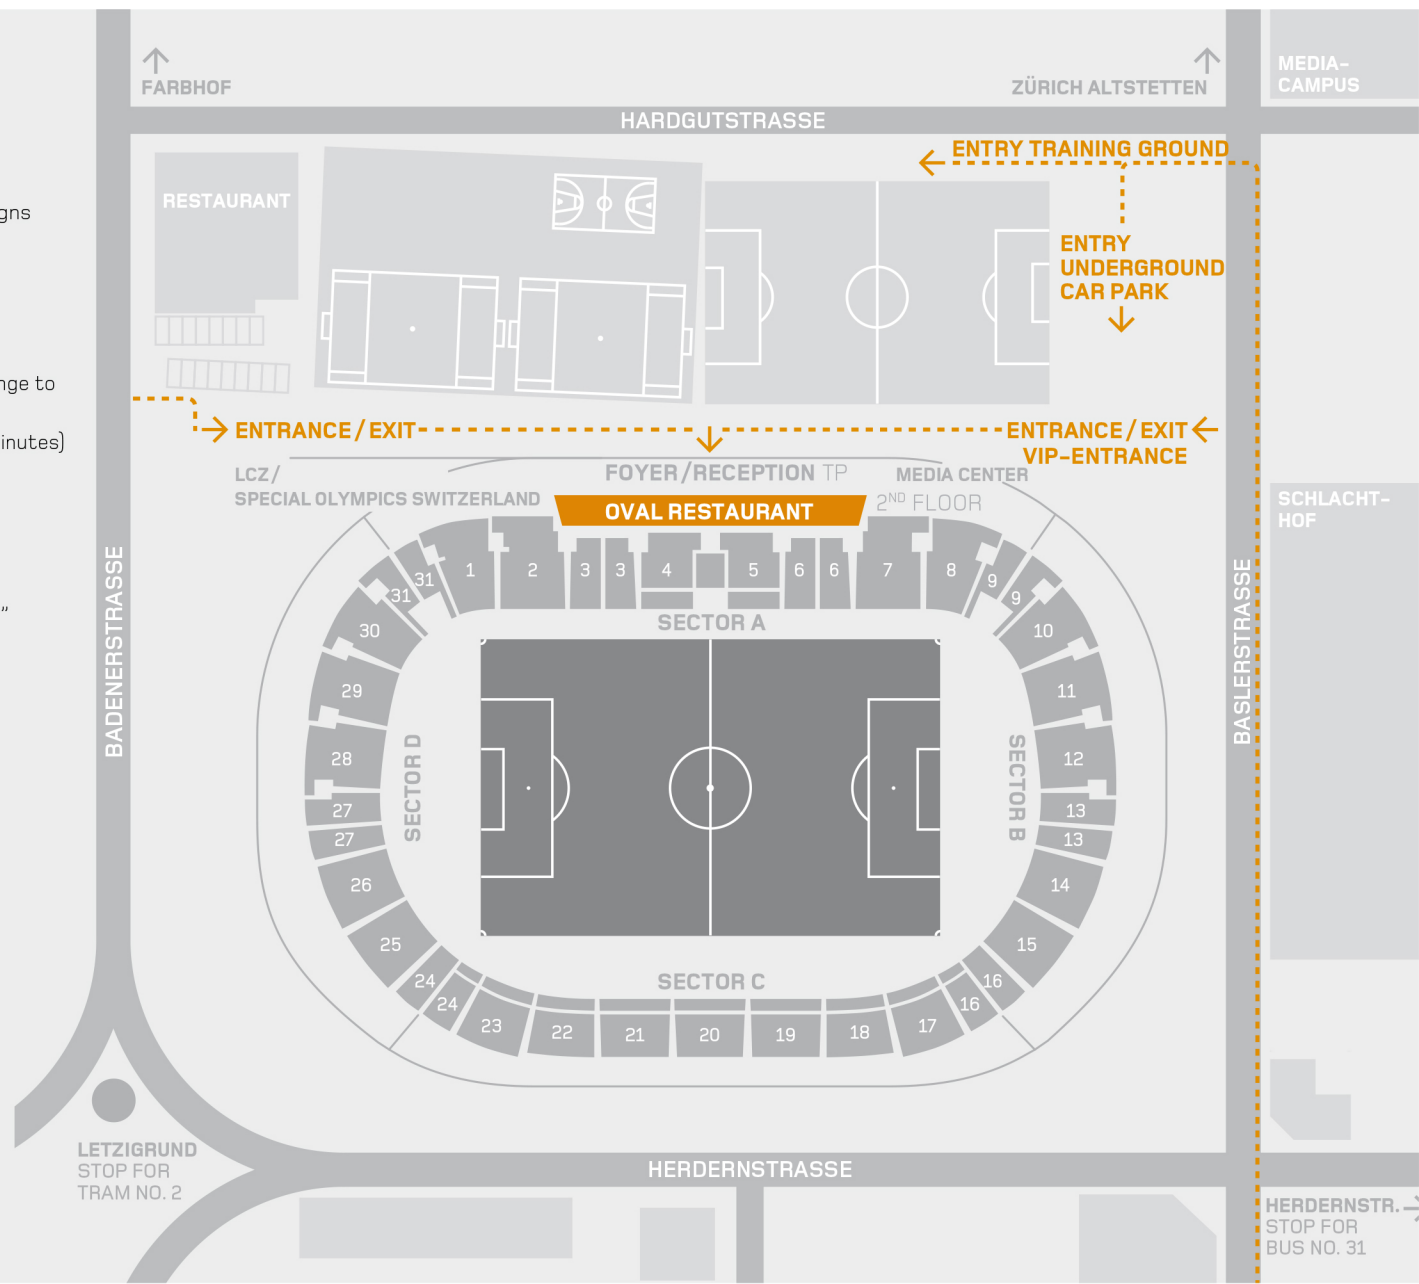 FARBHOF
ZÜRICH ALTSTETTEN
MEDIA-
CAMPUS
HARDGUTSTRASSE
ENTRY TRAINING GROUND
RESTAURANT
gns
ENTRY
UNDERGROUND
CAR PARK
nge to
inutes)
ENTRANCE / EXIT
ENTRANCE / EXIT
VIP-ENTRANCE
LCZ /
SPECIAL OLYMPICS SWITZERLAND
FOYER / RECEPTION TP
MEDIA CENTER
2ND FLOOR
OVAL RESTAURANT
SCHLACHT-
HOF
BADENERSTRASSE
BASLERSTRASSE
"
31
31
1
2
3
3
4
5
6
6
7
8
9
9
SECTOR A
30
10
29
11
28
12
SECTOR D
SECTOR B
27
13
27
13
26
14
25
15
24
24
16
16
SECTOR C
23
22
21
20
19
18
17
LETZIGRUND
STOP FOR
TRAM NO. 2
HERDERNSTRASSE
HERDERNSTR.
STOP FOR
BUS NO. 31